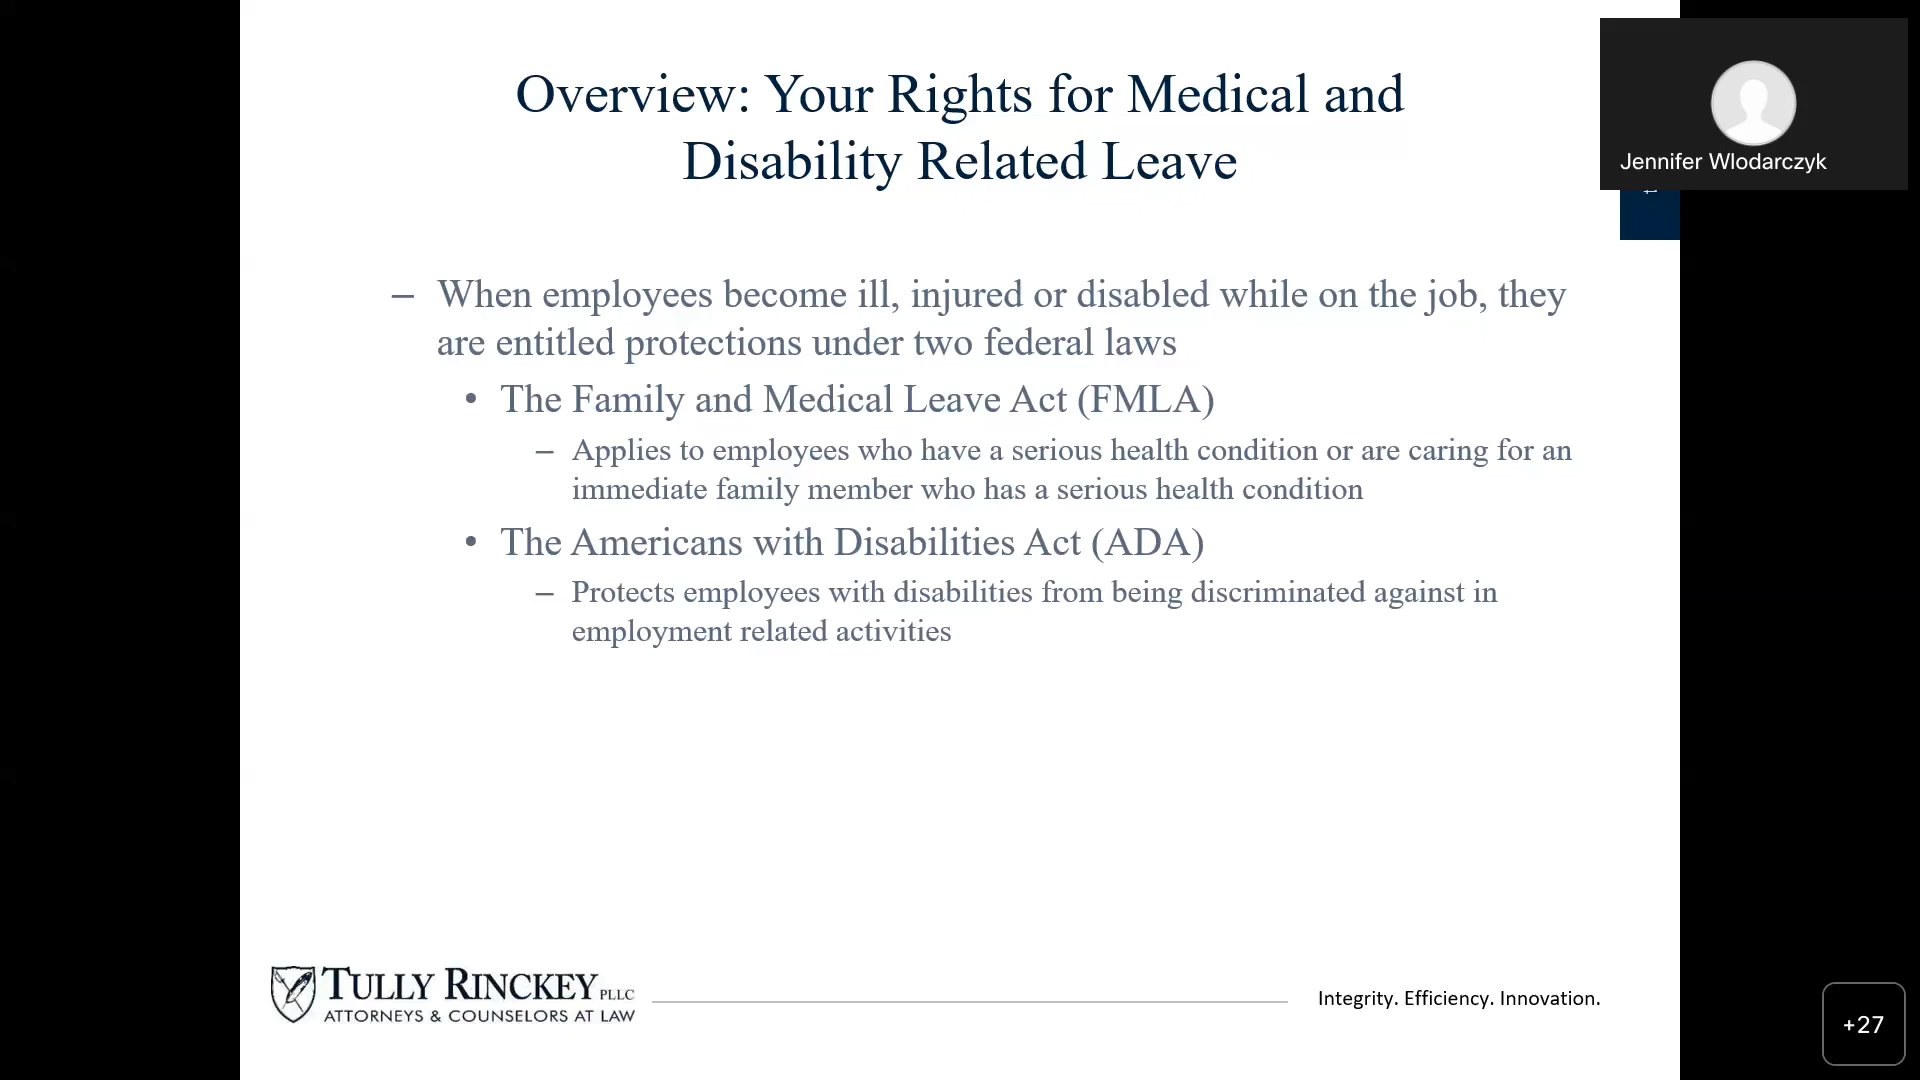 Overview: Your Rights for Medical and
Disability Related Leave
Jennifer Wlodarczyk
– When employees become ill, injured or disabled while on the job, they
are entitled protections under two federal laws
• The Family and Medical Leave Act (FMLA)
– Applies to employees who have a serious health condition or are caring for an
immediate family member who has a serious health condition
• The Americans with Disabilities Act (ADA)
– Protects employees with disabilities from being discriminated against in
employment related activities
TULLY RINCKEY PLLC
ATTORNEYS & COUNSELORS AT LAW
Integrity. Efficiency. Innovation.
+27